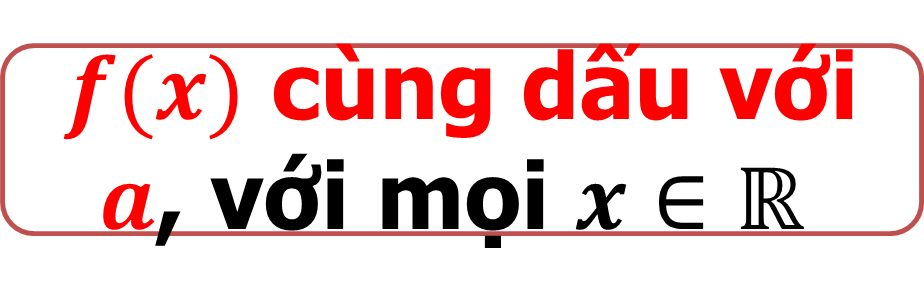 f(x) cùng dấu với
a, với mọi x ∈ ℝ